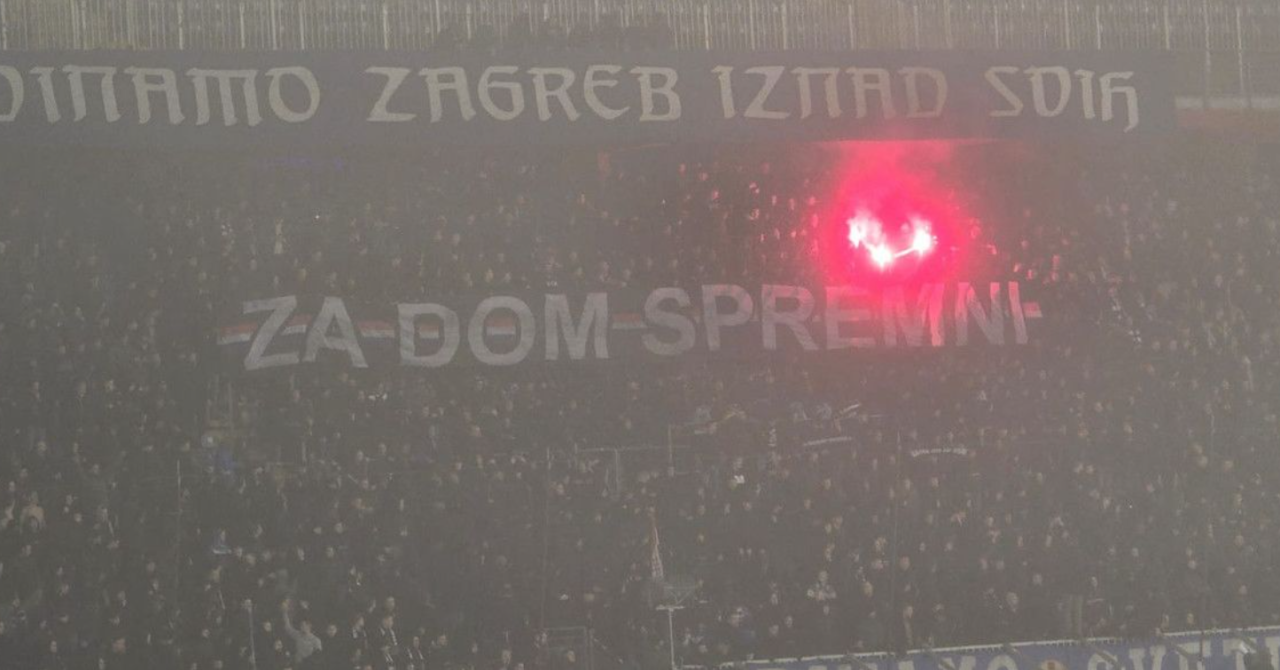 DINAMO ZAGREB IZNAD SVIH
ZA DOM SPREMNI